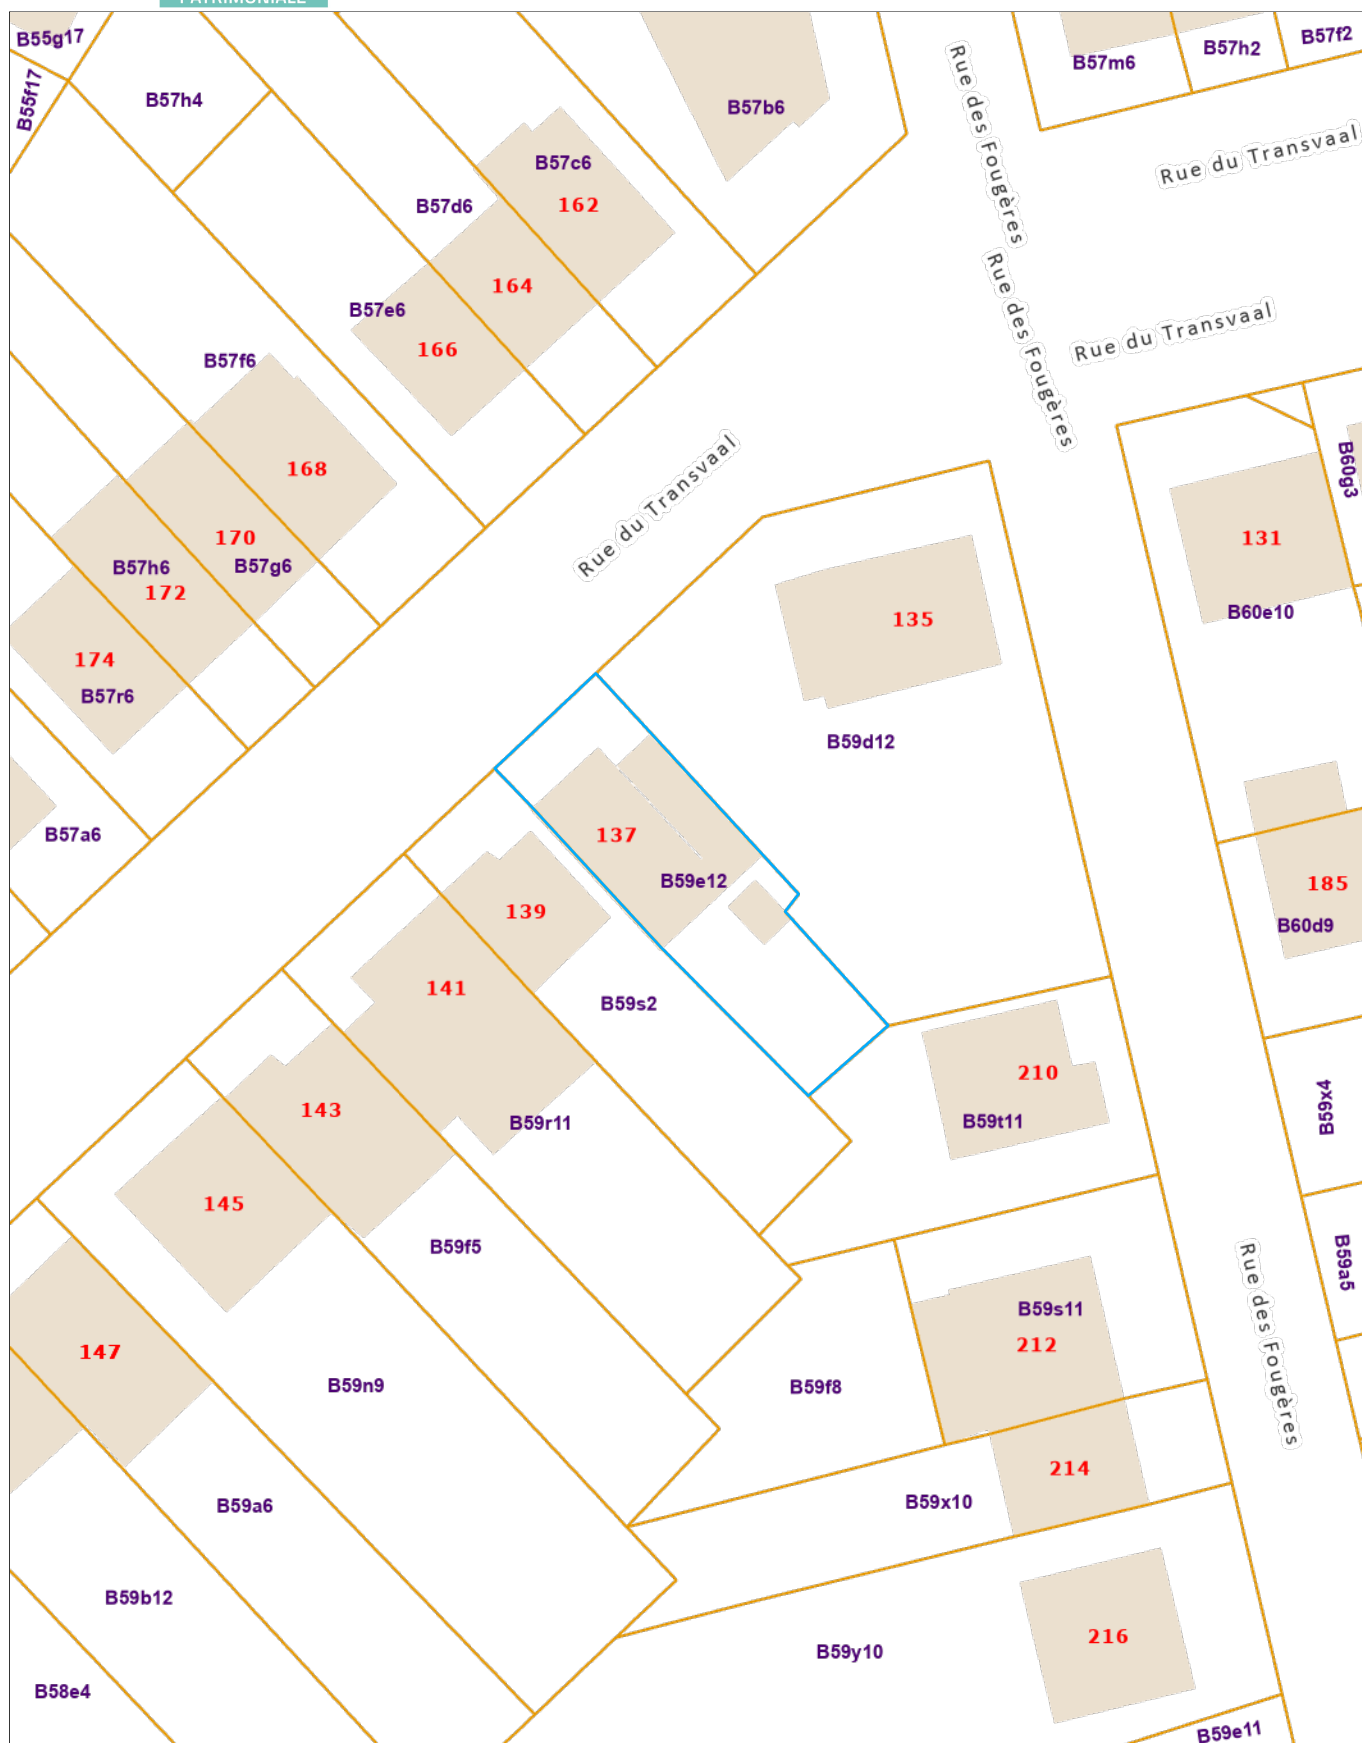 PATRIMONIALE
B55g17
B55f17
B57h4
B57b6
B57m6
B57h2
B57f2
Rue des Fougères
Rue du Transvaal
B57c6
162
B57d6
164
B57e6
166
Rue des Fougères
Rue du Transvaal
B57f6
168
170
B57g6
B57h6
172
174
B57r6
Rue du Transvaal
B60g3
131
B60e10
135
B59d12
B57a6
137
B59e12
185
B60d9
139
141
B59s2
210
B59t11
B59x4
143
B59r11
145
B59f5
B59a5
Rue des Fougères
B59s11
212
147
B59n9
B59f8
214
B59x10
B59a6
B59b12
216
B59y10
B58e4
B59e11